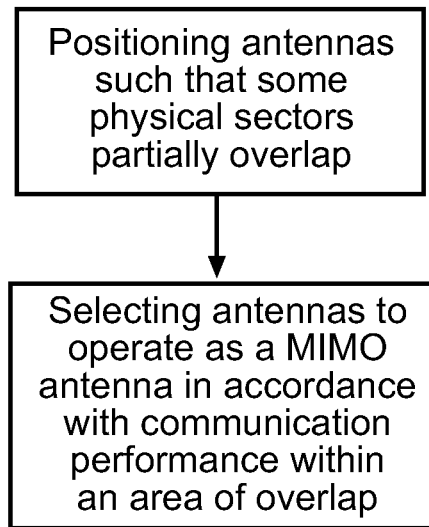 Positioning antennas
such that some
physical sectors
partially overlap
Selecting antennas to
operate as a MIMO
antenna in accordance
with communication
performance within
an area of overlap